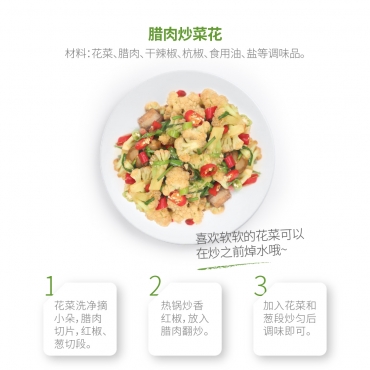 腊肉炒菜花
材料：花菜、腊肉、干辣椒、杭椒、食用油、盐等调味品。
喜欢软软的花菜可以
在炒之前焯水哦~
1
花菜洗净摘
小朵，腊肉
切片，红椒、
葱切段。
2
热锅炒香
红椒，放入
腊肉翻炒。
3
加入花菜和
葱段炒匀后
调味即可。